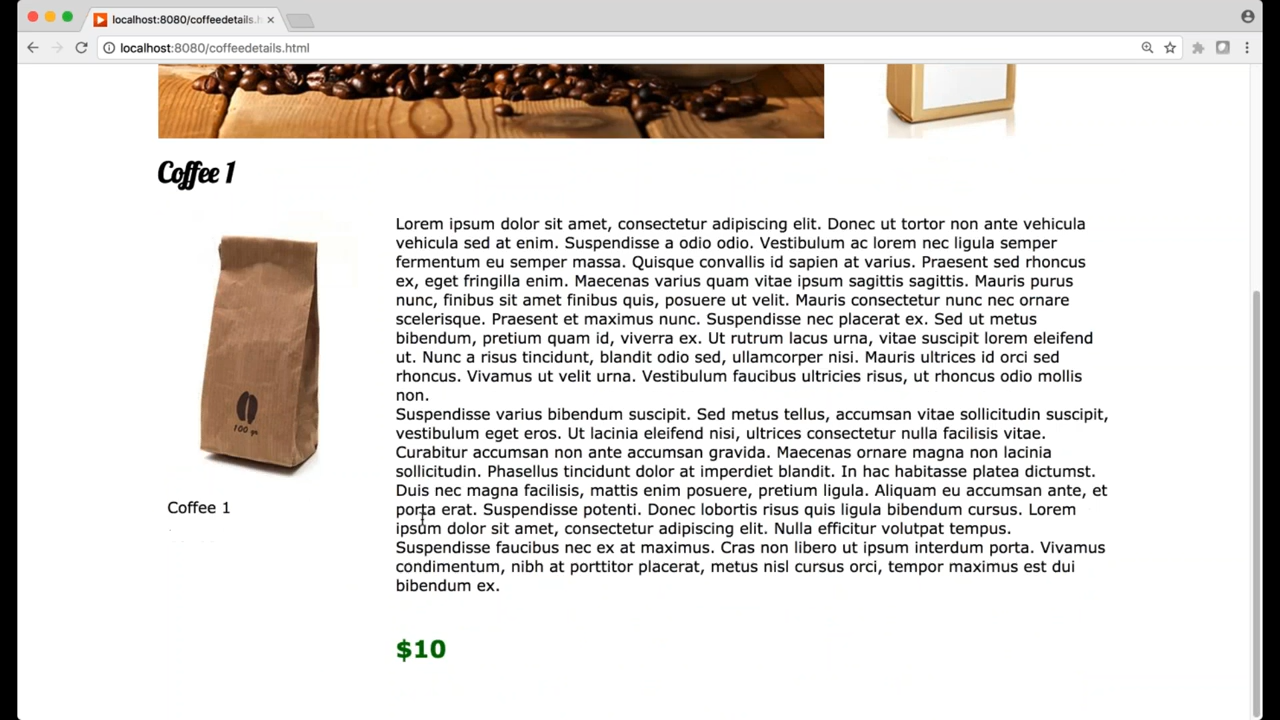 localhost:8080/coffeedetails.h
localhost:8080/coffeedetails.html
Coffee 1
Lorem ipsum dolor sit amet, consectetur adipiscing elit. Donec ut tortor non ante vehicula
vehicula sed at enim. Suspendisse a odio odio. Vestibulum ac lorem nec ligula semper
fermentum eu semper massa. Quisque convallis id sapien at varius. Praesent sed rhoncus
ex, eget fringilla enim. Maecenas varius quam vitae ipsum sagittis sagittis. Mauris purus
nunc, finibus sit amet finibus quis, posuere ut velit. Mauris consectetur nunc nec ornare
scelerisque. Praesent et maximus nunc. Suspendisse nec placerat ex. Sed ut metus
bibendum, pretium quam id, viverra ex. Ut rutrum lacus urna, vitae suscipit lorem eleifend
ut. Nunc a risus tincidunt, blandit odio sed, ullamcorper nisi. Mauris ultrices id orci sed
rhoncus. Vivamus ut velit urna. Vestibulum faucibus ultricies risus, ut rhoncus odio mollis
non.
Suspendisse varius bibendum suscipit. Sed metus tellus, accumsan vitae sollicitudin suscipit,
vestibulum eget eros. Ut lacinia eleifend nisi, ultrices consectetur nulla facilisis vitae.
Curabitur accumsan non ante accumsan gravida. Maecenas ornare magna non lacinia
sollicitudin. Phasellus tincidunt dolor at imperdiet blandit. In hac habitasse platea dictumst.
Duis nec magna facilisis, mattis enim posuere, pretium ligula. Aliquam eu accumsan ante, et
porta erat. Suspendisse potenti. Donec lobortis risus quis ligula bibendum cursus. Lorem
ipsum dolor sit amet, consectetur adipiscing elit. Nulla efficitur volutpat tempus.
Suspendisse faucibus nec ex at maximus. Cras non libero ut ipsum interdum porta. Vivamus
condimentum, nibh at porttitor placerat, metus nisl cursus orci, tempor maximus est dui
bibendum ex.
100 gr
Coffee 1
$10